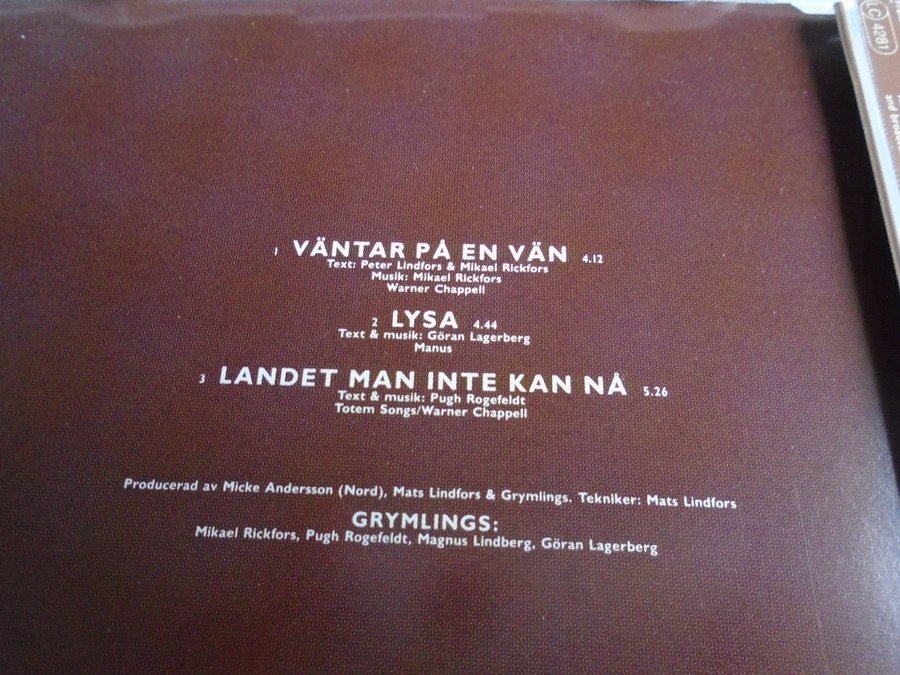 1 VÄNTAR PÅ EN VÄN 4.12
Text: Peter Lindfors & Mikael Rickfors
Musik: Mikael Rickfors
Warner Chappell
2 LYSA 4.44
Text & musik: Göran Lagerberg
Manus
3 LANDET MAN INTE KAN NÅ 5.26
Text & musik: Pugh Rogefeldt
Totem Songs/Warner Chappell
Producerad av Micke Andersson (Nord), Mats Lindfors & Grymlings. Tekniker: Mats Lindfors
GRYMLINGS:
Mikael Rickfors, Pugh Rogefeldt, Magnus Lindberg, Göran Lagerberg
LC 4281